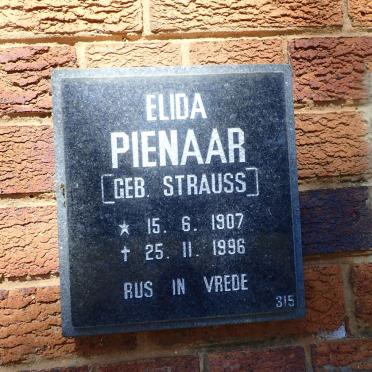 ELIDA
PIENAAR
[GEB. STRAUSS]
* 15. 6. 1907
† 25. 11. 1996
RUS IN VREDE
315